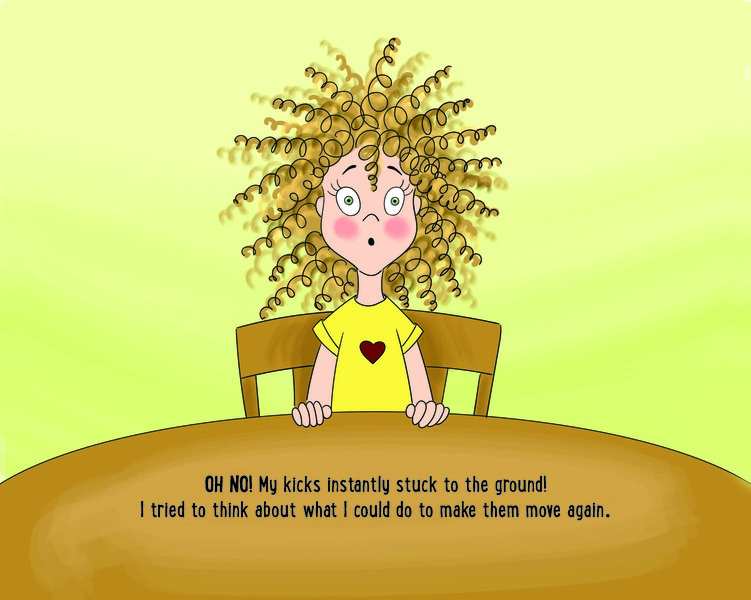 OH NO! My kicks instantly stuck to the ground!
I tried to think about what I could do to make them move again.